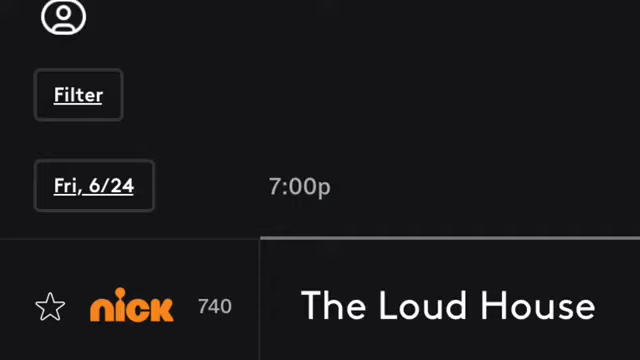 Filter
Fri, 6/24
7:00p
nick
740
The Loud House